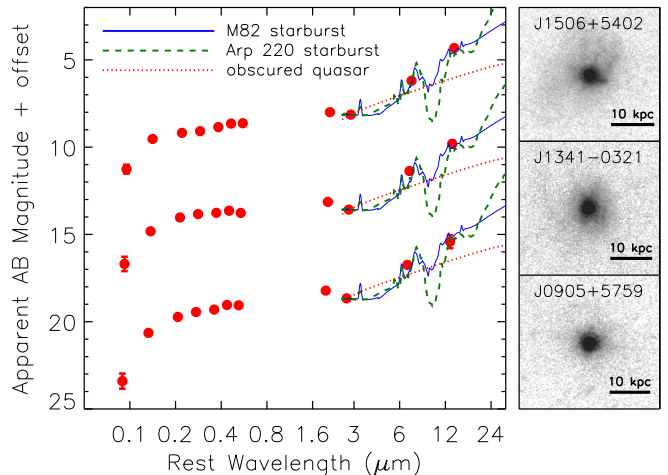 M82 starburst
Arp 220 starburst
obscured quasar
Apparent AB Magnitude + offset
5
10
15
20
25
0.1 0.2 0.4 0.8 1.2 3 6 12 24
Rest Wavelength (μm)
J1506+5402
10 kpc
J1341−0321
10 kpc
J0905+5759
10 kpc